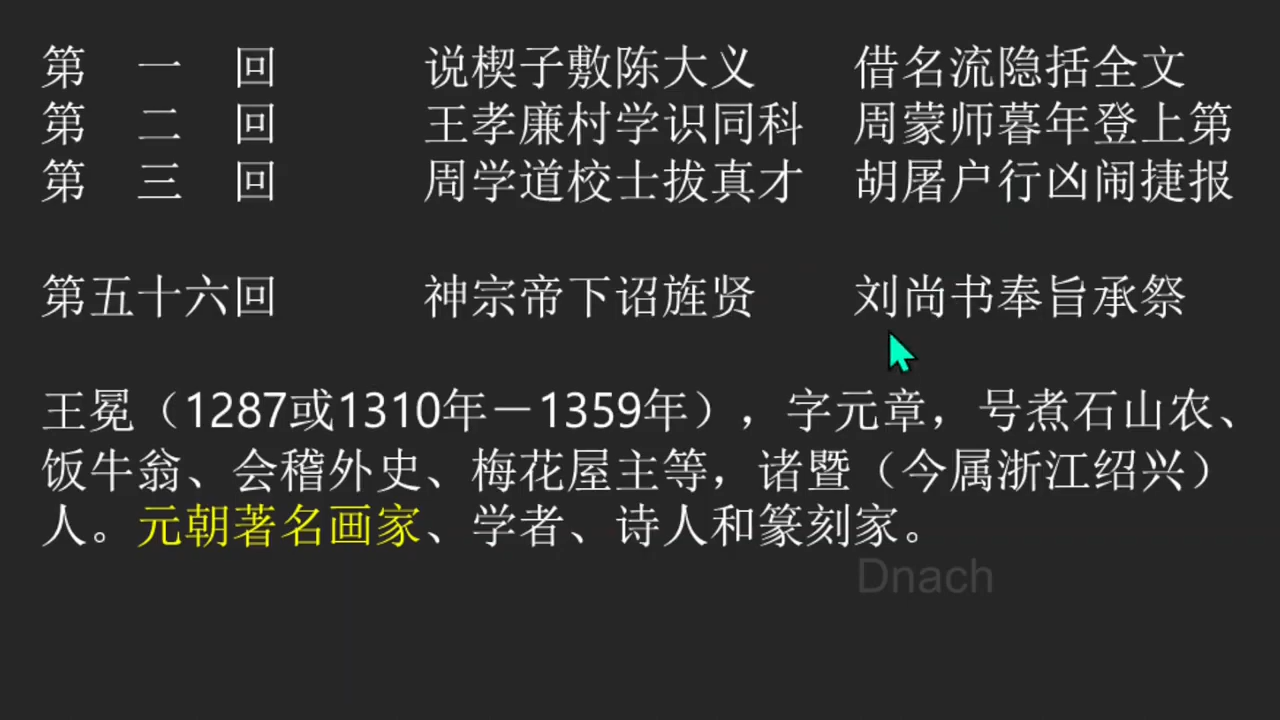 第 一 回 说楔子敷陈大义 借名流隐括全文
第 二 回 王孝廉村学识同科 周蒙师暮年登上第
第 三 回 周学道校士拔真才 胡屠户行凶闹捷报
第五十六回 神宗帝下诏旌贤 刘尚书奉旨承祭
王冕（1287或1310年－1359年），字元章，号煮石山农、
饭牛翁、会稽外史、梅花屋主等，诸暨（今属浙江绍兴）
人。元朝著名画家、学者、诗人和篆刻家。
Dnach